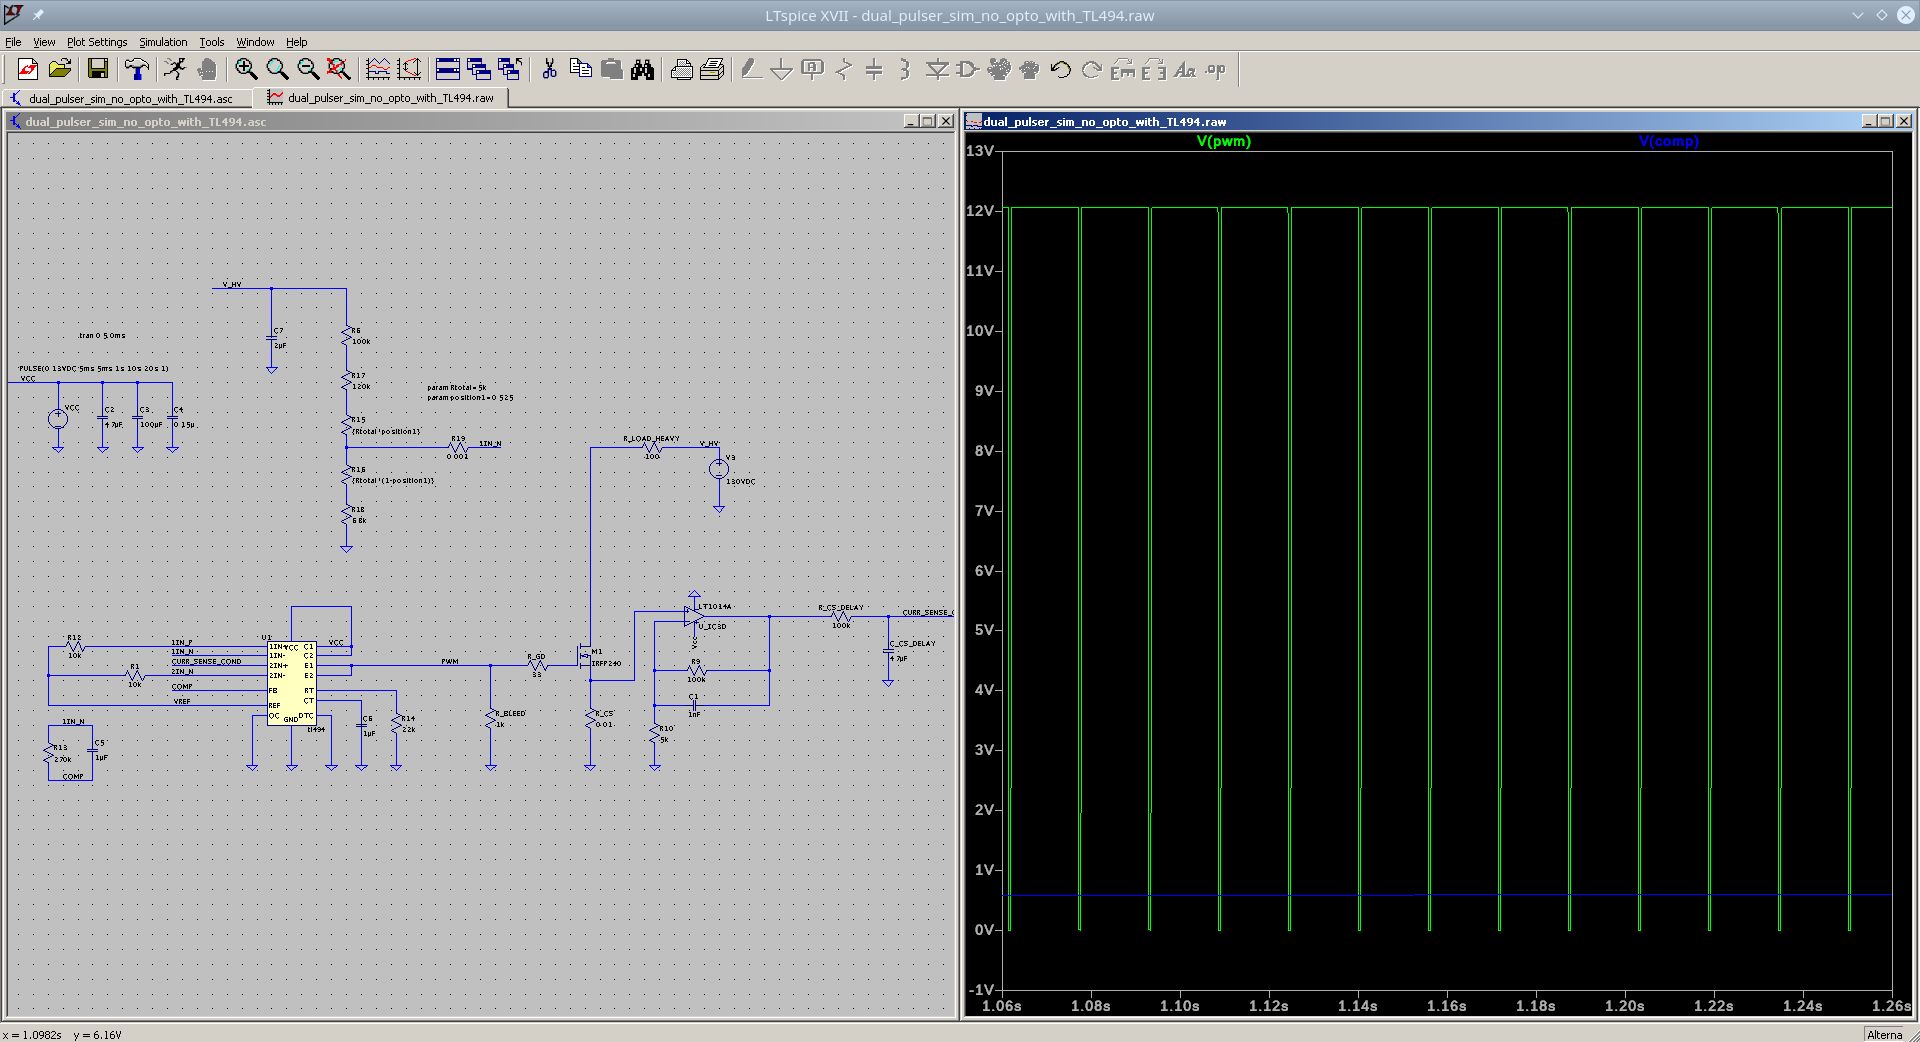 LTspice XVII - dual_pulser_sim_no_opto_with_TL494.raw
File View Plot Settings Simulation Tools Window Help
dual_pulser_sim_no_opto_with_TL494.asc
dual_pulser_sim_no_opto_with_TL494.raw
dual_pulser_sim_no_opto_with_TL494.asc
V_HV
C7
2µF
R6
100k
.tran 0 5 0ms
R17
120k
PULSE(0 13VDC 5ms 5ms 1s 10s 20s 1)
VCC
param Rtotal=5k
param position1=0.525
VCC
C2
4.7µF
C3
100µF
C4
0.15µ
R15
{Rtotal*position1}
R19
0.001
1IN_N
R_LOAD_HEAVY
100
V_HV
V3
130VDC
R16
{Rtotal*(1-position1)}
R18
6.8k
LT1014A
U_IC3D
VCC
R_CS_DELAY
100k
CURR_SENSE_C
C_CS_DELAY
4.7µF
R12
10k
1IN_P
1IN_N
CURR_SENSE_COND
2IN_N
COMP
VREF
R1
10k
U1
1IN+
VCC
C1
1IN-
C2
2IN+
E1
2IN-
E2
FB
RT
CT
REF
OC
GND
DTC
tl494
VCC
PWM
R_GD
33
M1
IRFP240
R9
100k
C1
1nF
R10
5k
R_BLEED
1k
R_CS
0.01
C6
1µF
R14
22k
1IN_N
R13
270k
C5
1µF
COMP
dual_pulser_sim_no_opto_with_TL494.raw
V(pwm) V(comp)
13V
12V
11V
10V
9V
8V
7V
6V
5V
4V
3V
2V
1V
0V
-1V
1.06s 1.08s 1.10s 1.12s 1.14s 1.16s 1.18s 1.20s 1.22s 1.24s 1.26s
x = 1.0982s y = 6.16V
Alterna